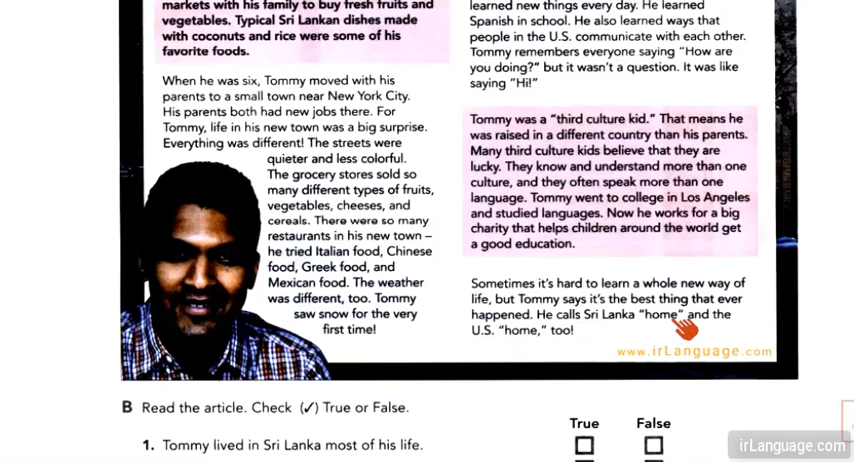 markets with his family to buy fresh fruits and
vegetables. Typical Sri Lankan dishes made
with coconuts and rice were some of his
favorite foods.
When he was six, Tommy moved with his
parents to a small town near New York City.
His parents both had new jobs there. For
Tommy, life in his new town was a big surprise.
Everything was different! The streets were
quieter and less colorful.
The grocery stores sold so
many different types of fruits,
vegetables, cheeses, and
cereals. There were so many
restaurants in his new town –
he tried Italian food, Chinese
food, Greek food, and
Mexican food. The weather
was different, too. Tommy
saw snow for the very
first time!
learned new things every day. He learned
Spanish in school. He also learned ways that
people in the U.S. communicate with each other.
Tommy remembers everyone saying "How are
you doing?" but it wasn't a question. It was like
saying "Hi!"
Tommy was a "third culture kid." That means he
was raised in a different country than his parents.
Many third culture kids believe that they are
lucky. They know and understand more than one
culture, and they often speak more than one
language. Tommy went to college in Los Angeles
and studied languages. Now he works for a big
charity that helps children around the world get
a good education.
Sometimes it's hard to learn a whole new way of
life, but Tommy says it's the best thing that ever
happened. He calls Sri Lanka "home" and the
U.S. "home," too!
www.irLanguage.com
B Read the article. Check (✓) True or False.
True False
1. Tommy lived in Sri Lanka most of his life.
irLanguage.com